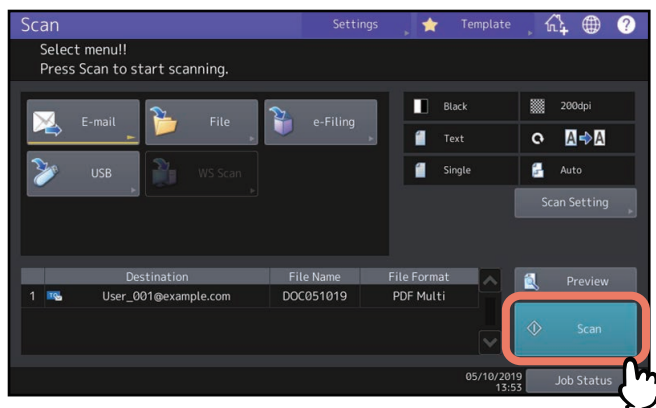 Scan
Settings
Template
?
Select menu!!
Press Scan to start scanning.
E-mail
File
e-Filing
USB
WS Scan
Black
200dpi
Text
A A
Single
Auto
Scan Setting
Destination File Name File Format
1 TO User_001@example.com DOC051019 PDF Multi
Preview
Scan
05/10/2019
13:53
Job Status